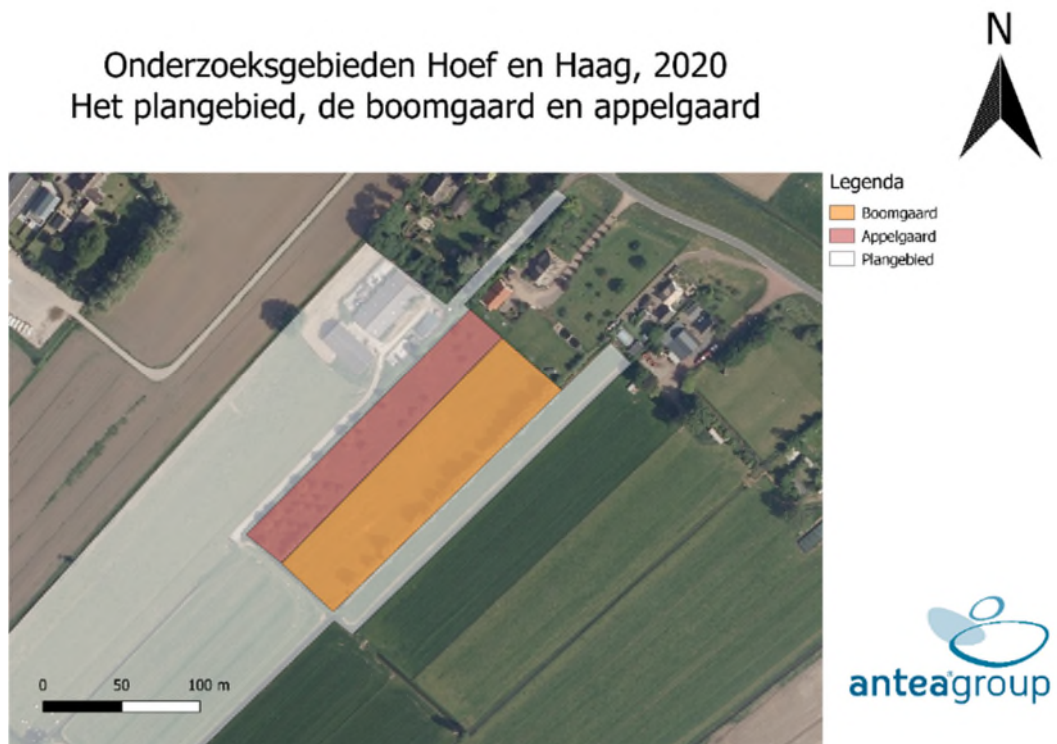 Onderzoeksgebieden Hoef en Haag, 2020
Het plangebied, de boomgaard en appelgaard
N
Legenda
Boomgaard
Appelgaard
Plangebied
0 50 100 m
anteagroup